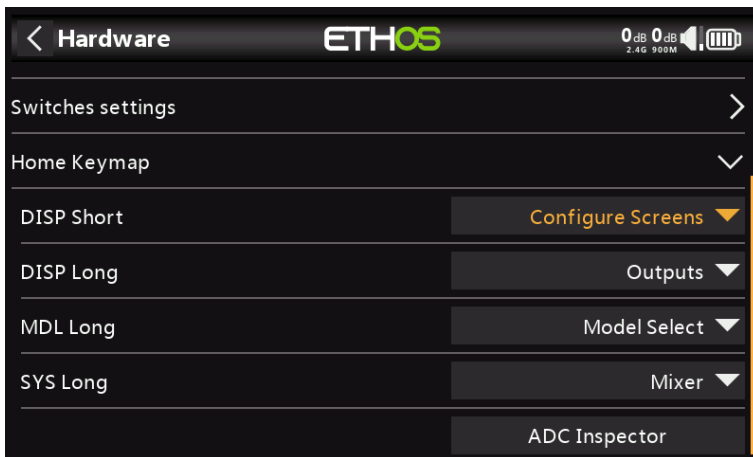 Hardware ETHOS 0dB 0dB
2.4G 900M
Switches settings
Home Keymap
DISP Short Configure Screens
DISP Long Outputs
MDL Long Model Select
SYS Long Mixer
ADC Inspector